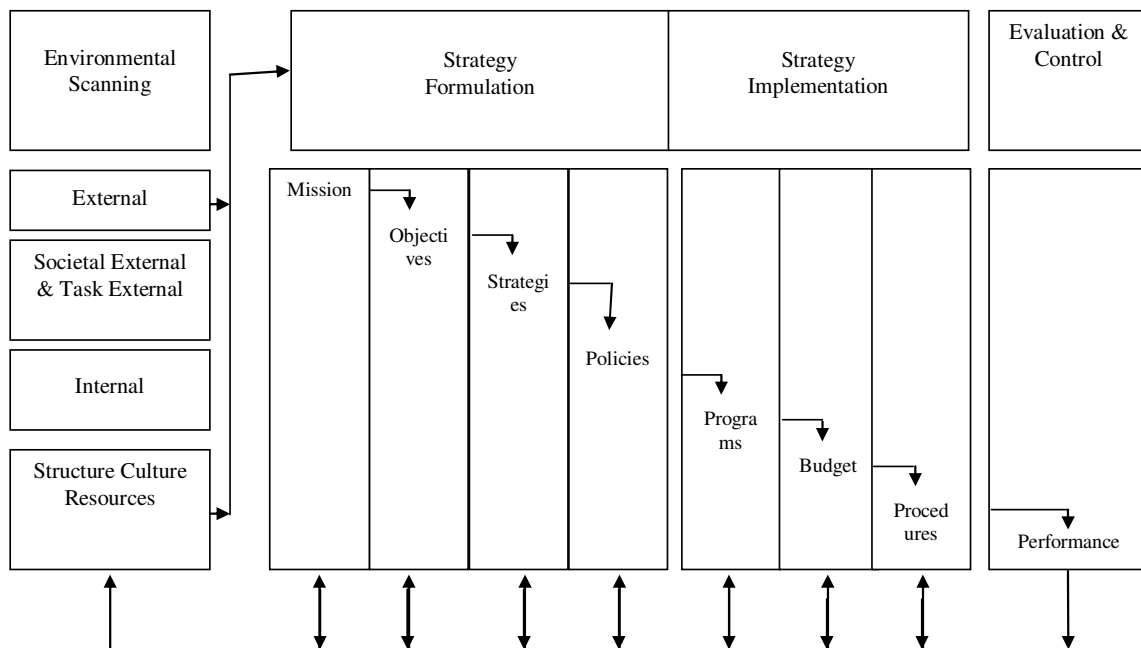 Environmental
Scanning
Strategy
Formulation
Strategy
Implementation
Evaluation &
Control
External
Societal External
& Task External
Internal
Structure Culture
Resources
Mission
Objecti
ves
Strategi
es
Policies
Progra
ms
Budget
Proced
ures
Performance